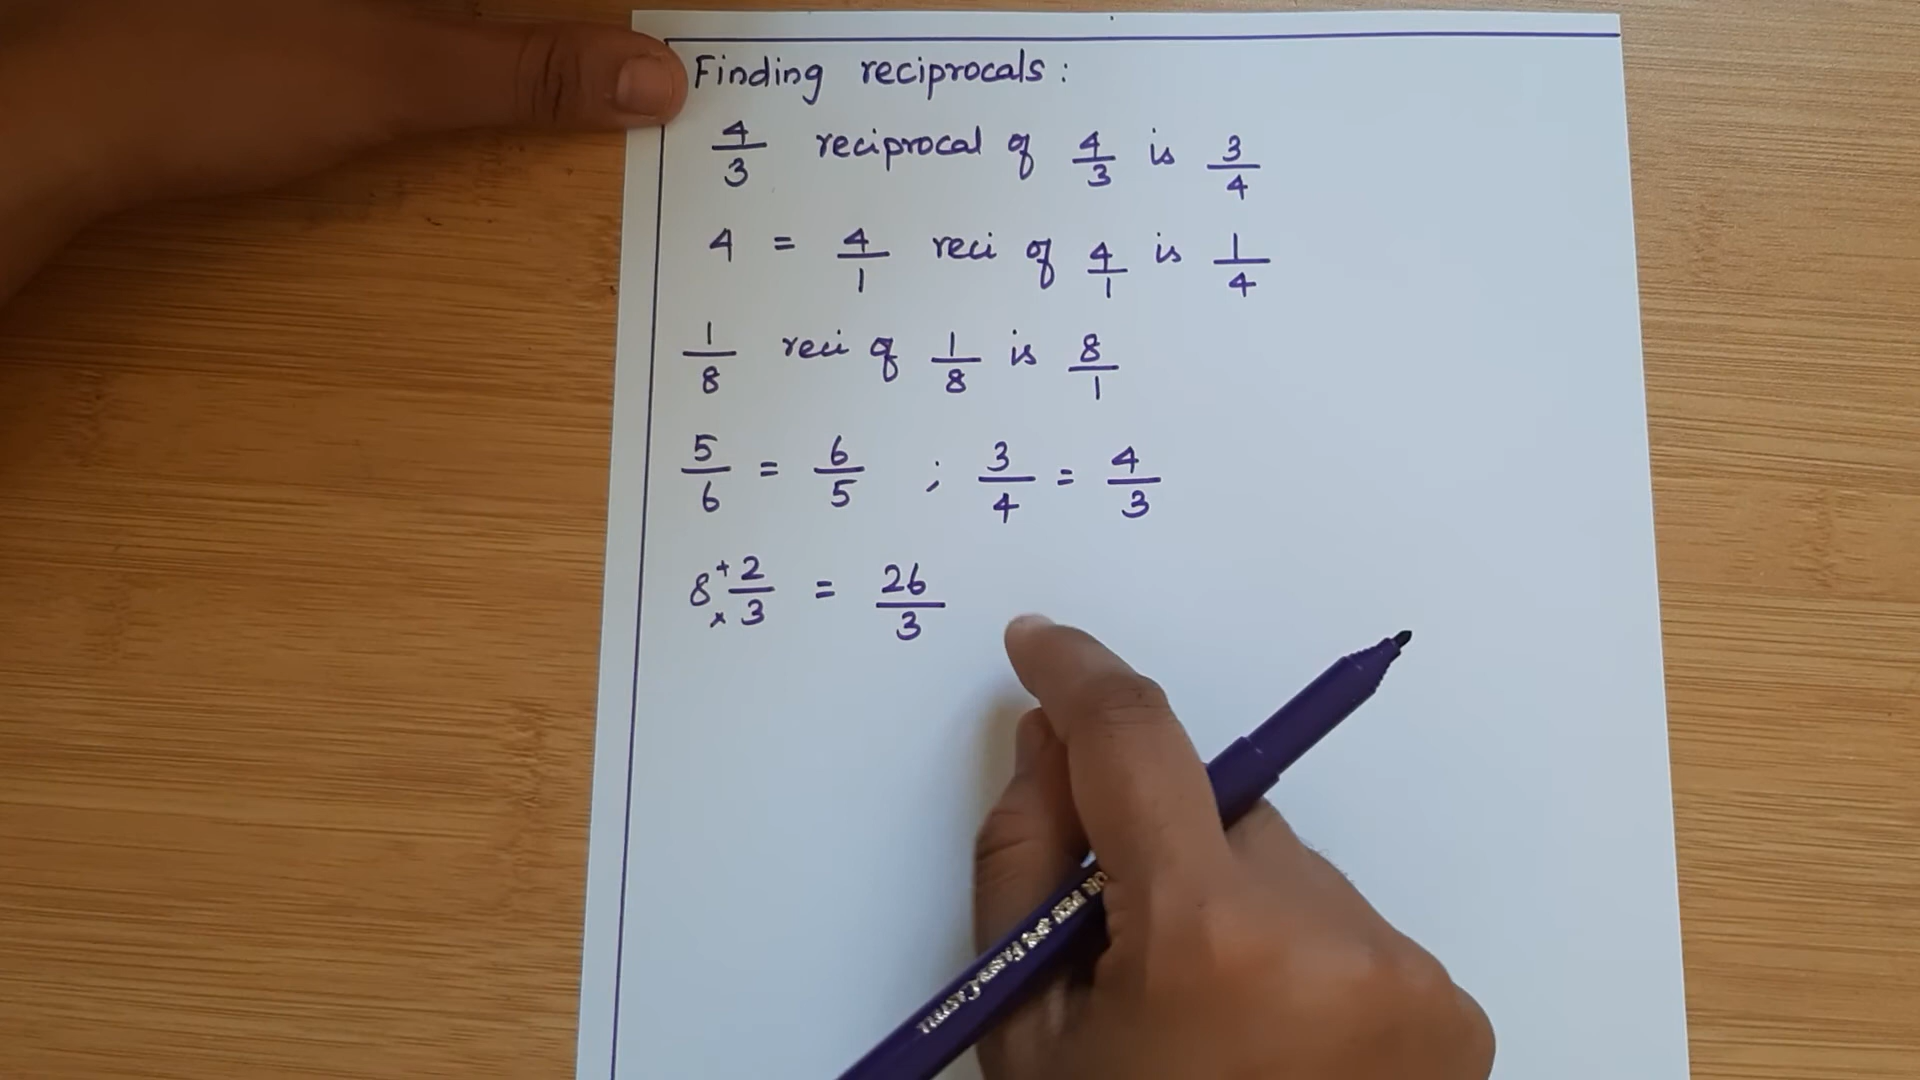 Finding reciprocals :
4/3 reciprocal of 4/3 is 3/4
4 = 4/1 reci of 4/1 is 1/4
1/8 reci of 1/8 is 8/1
5/6 = 6/5 ; 3/4 = 4/3
8 + 2/3 × = 26/3
FABER-CASTELL